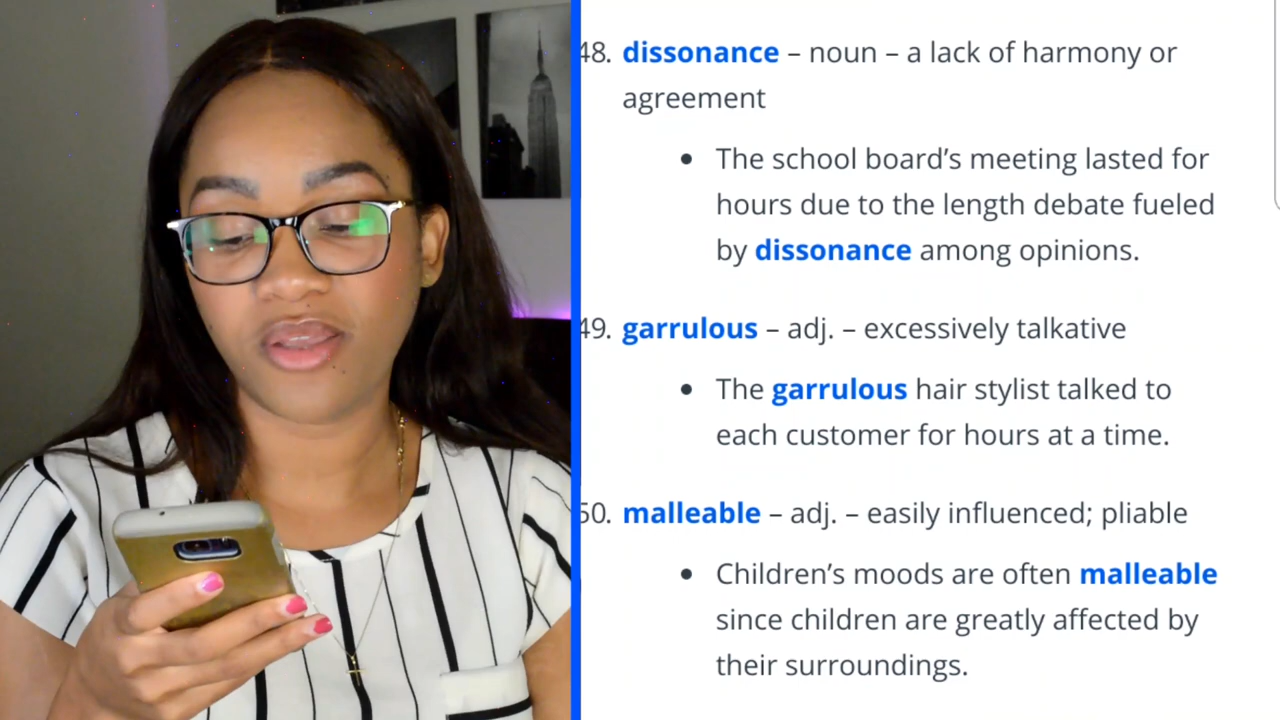 48. dissonance – noun – a lack of harmony or
agreement
• The school board’s meeting lasted for
hours due to the length debate fueled
by dissonance among opinions.
49. garrulous – adj. – excessively talkative
• The garrulous hair stylist talked to
each customer for hours at a time.
50. malleable – adj. – easily influenced; pliable
• Children’s moods are often malleable
since children are greatly affected by
their surroundings.